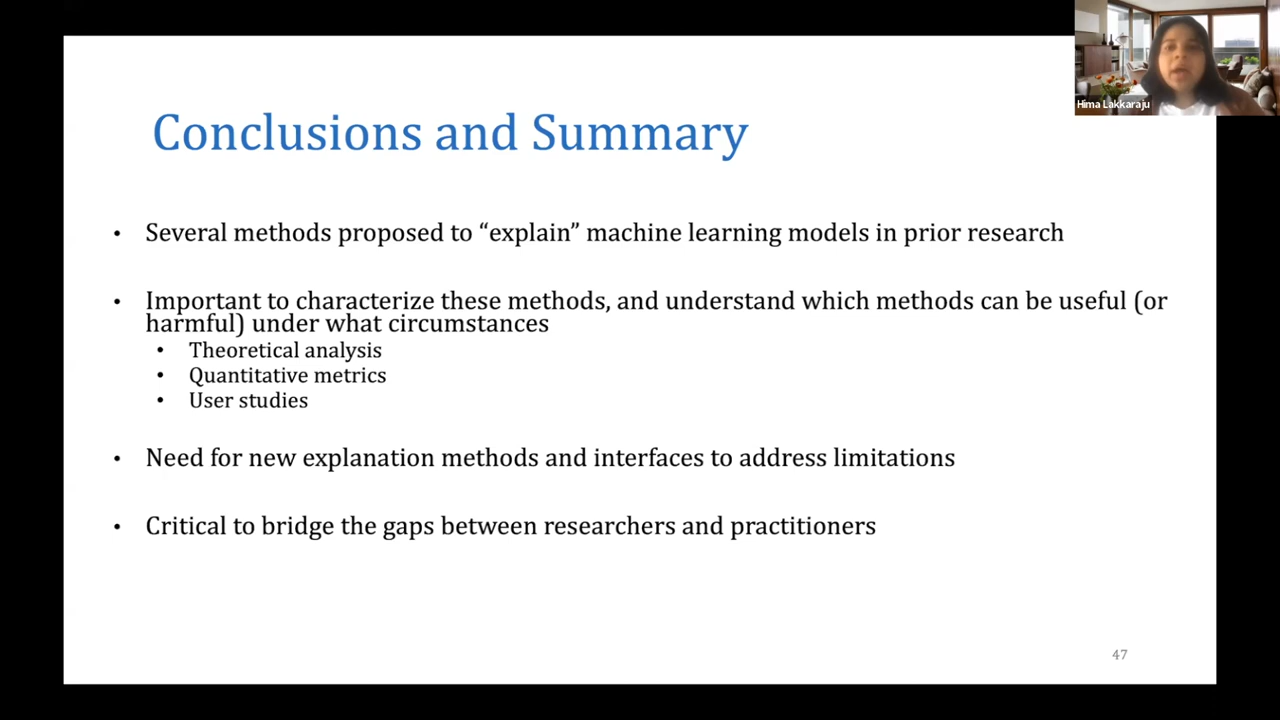 Hima Lakkaraju
Conclusions and Summary
• Several methods proposed to “explain” machine learning models in prior research
• Important to characterize these methods, and understand which methods can be useful (or
harmful) under what circumstances
• Theoretical analysis
• Quantitative metrics
• User studies
• Need for new explanation methods and interfaces to address limitations
• Critical to bridge the gaps between researchers and practitioners
47